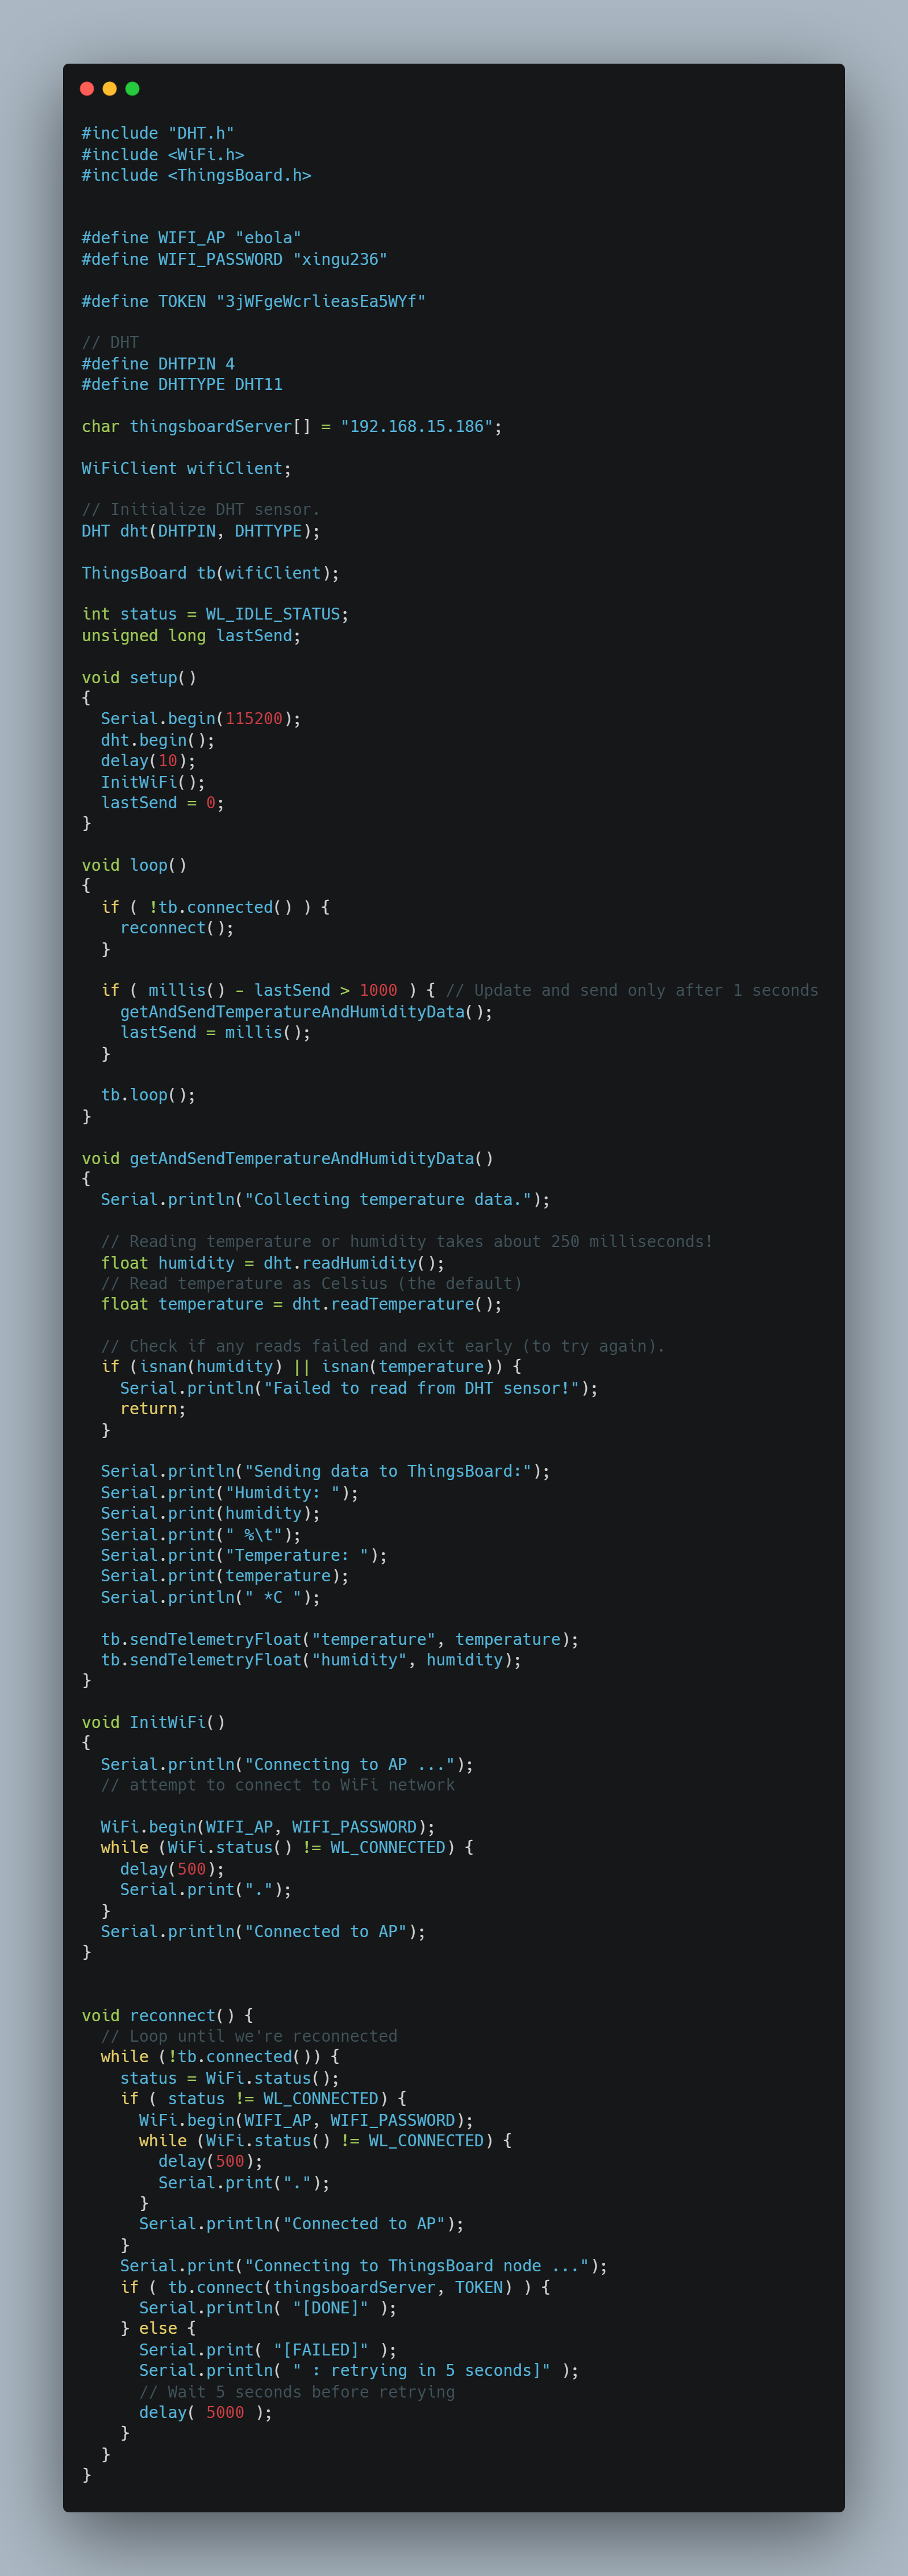 #include "DHT.h"
#include <WiFi.h>
#include <ThingsBoard.h>
#define WIFI_AP "ebola"
#define WIFI_PASSWORD "xingu236"
#define TOKEN "3jWFgeWcrlieasEa5WYf"
// DHT
#define DHTPIN 4
#define DHTTYPE DHT11
char thingsboardServer[] = "192.168.15.186";
WiFiClient wifiClient;
// Initialize DHT sensor.
DHT dht(DHTPIN, DHTTYPE);
ThingsBoard tb(wifiClient);
int status = WL_IDLE_STATUS;
unsigned long lastSend;
void setup()
{
  Serial.begin(115200);
  dht.begin();
  delay(10);
  InitWiFi();
  lastSend = 0;
}
void loop()
{
  if ( !tb.connected() ) {
    reconnect();
  }
  if ( millis() - lastSend > 1000 ) { // Update and send only after 1 seconds
    getAndSendTemperatureAndHumidityData();
    lastSend = millis();
  }
  tb.loop();
}
void getAndSendTemperatureAndHumidityData()
{
  Serial.println("Collecting temperature data.");
  // Reading temperature or humidity takes about 250 milliseconds!
  float humidity = dht.readHumidity();
  // Read temperature as Celsius (the default)
  float temperature = dht.readTemperature();
  // Check if any reads failed and exit early (to try again).
  if (isnan(humidity) || isnan(temperature)) {
    Serial.println("Failed to read from DHT sensor!");
    return;
  }
  Serial.println("Sending data to ThingsBoard:");
  Serial.print("Humidity: ");
  Serial.print(humidity);
  Serial.print(" %\t");
  Serial.print("Temperature: ");
  Serial.print(temperature);
  Serial.println(" *C ");
  tb.sendTelemetryFloat("temperature", temperature);
  tb.sendTelemetryFloat("humidity", humidity);
}
void InitWiFi()
{
  Serial.println("Connecting to AP ...");
  // attempt to connect to WiFi network
  WiFi.begin(WIFI_AP, WIFI_PASSWORD);
  while (WiFi.status() != WL_CONNECTED) {
    delay(500);
    Serial.print(".");
  }
  Serial.println("Connected to AP");
}
void reconnect() {
  // Loop until we're reconnected
  while (!tb.connected()) {
    status = WiFi.status();
    if ( status != WL_CONNECTED) {
      WiFi.begin(WIFI_AP, WIFI_PASSWORD);
      while (WiFi.status() != WL_CONNECTED) {
        delay(500);
        Serial.print(".");
      }
      Serial.println("Connected to AP");
    }
    Serial.print("Connecting to ThingsBoard node ...");
    if ( tb.connect(thingsboardServer, TOKEN) ) {
      Serial.println( "[DONE]" );
    } else {
      Serial.print( "[FAILED]" );
      Serial.println( " : retrying in 5 seconds]" );
      // Wait 5 seconds before retrying
      delay( 5000 );
    }
  }
}